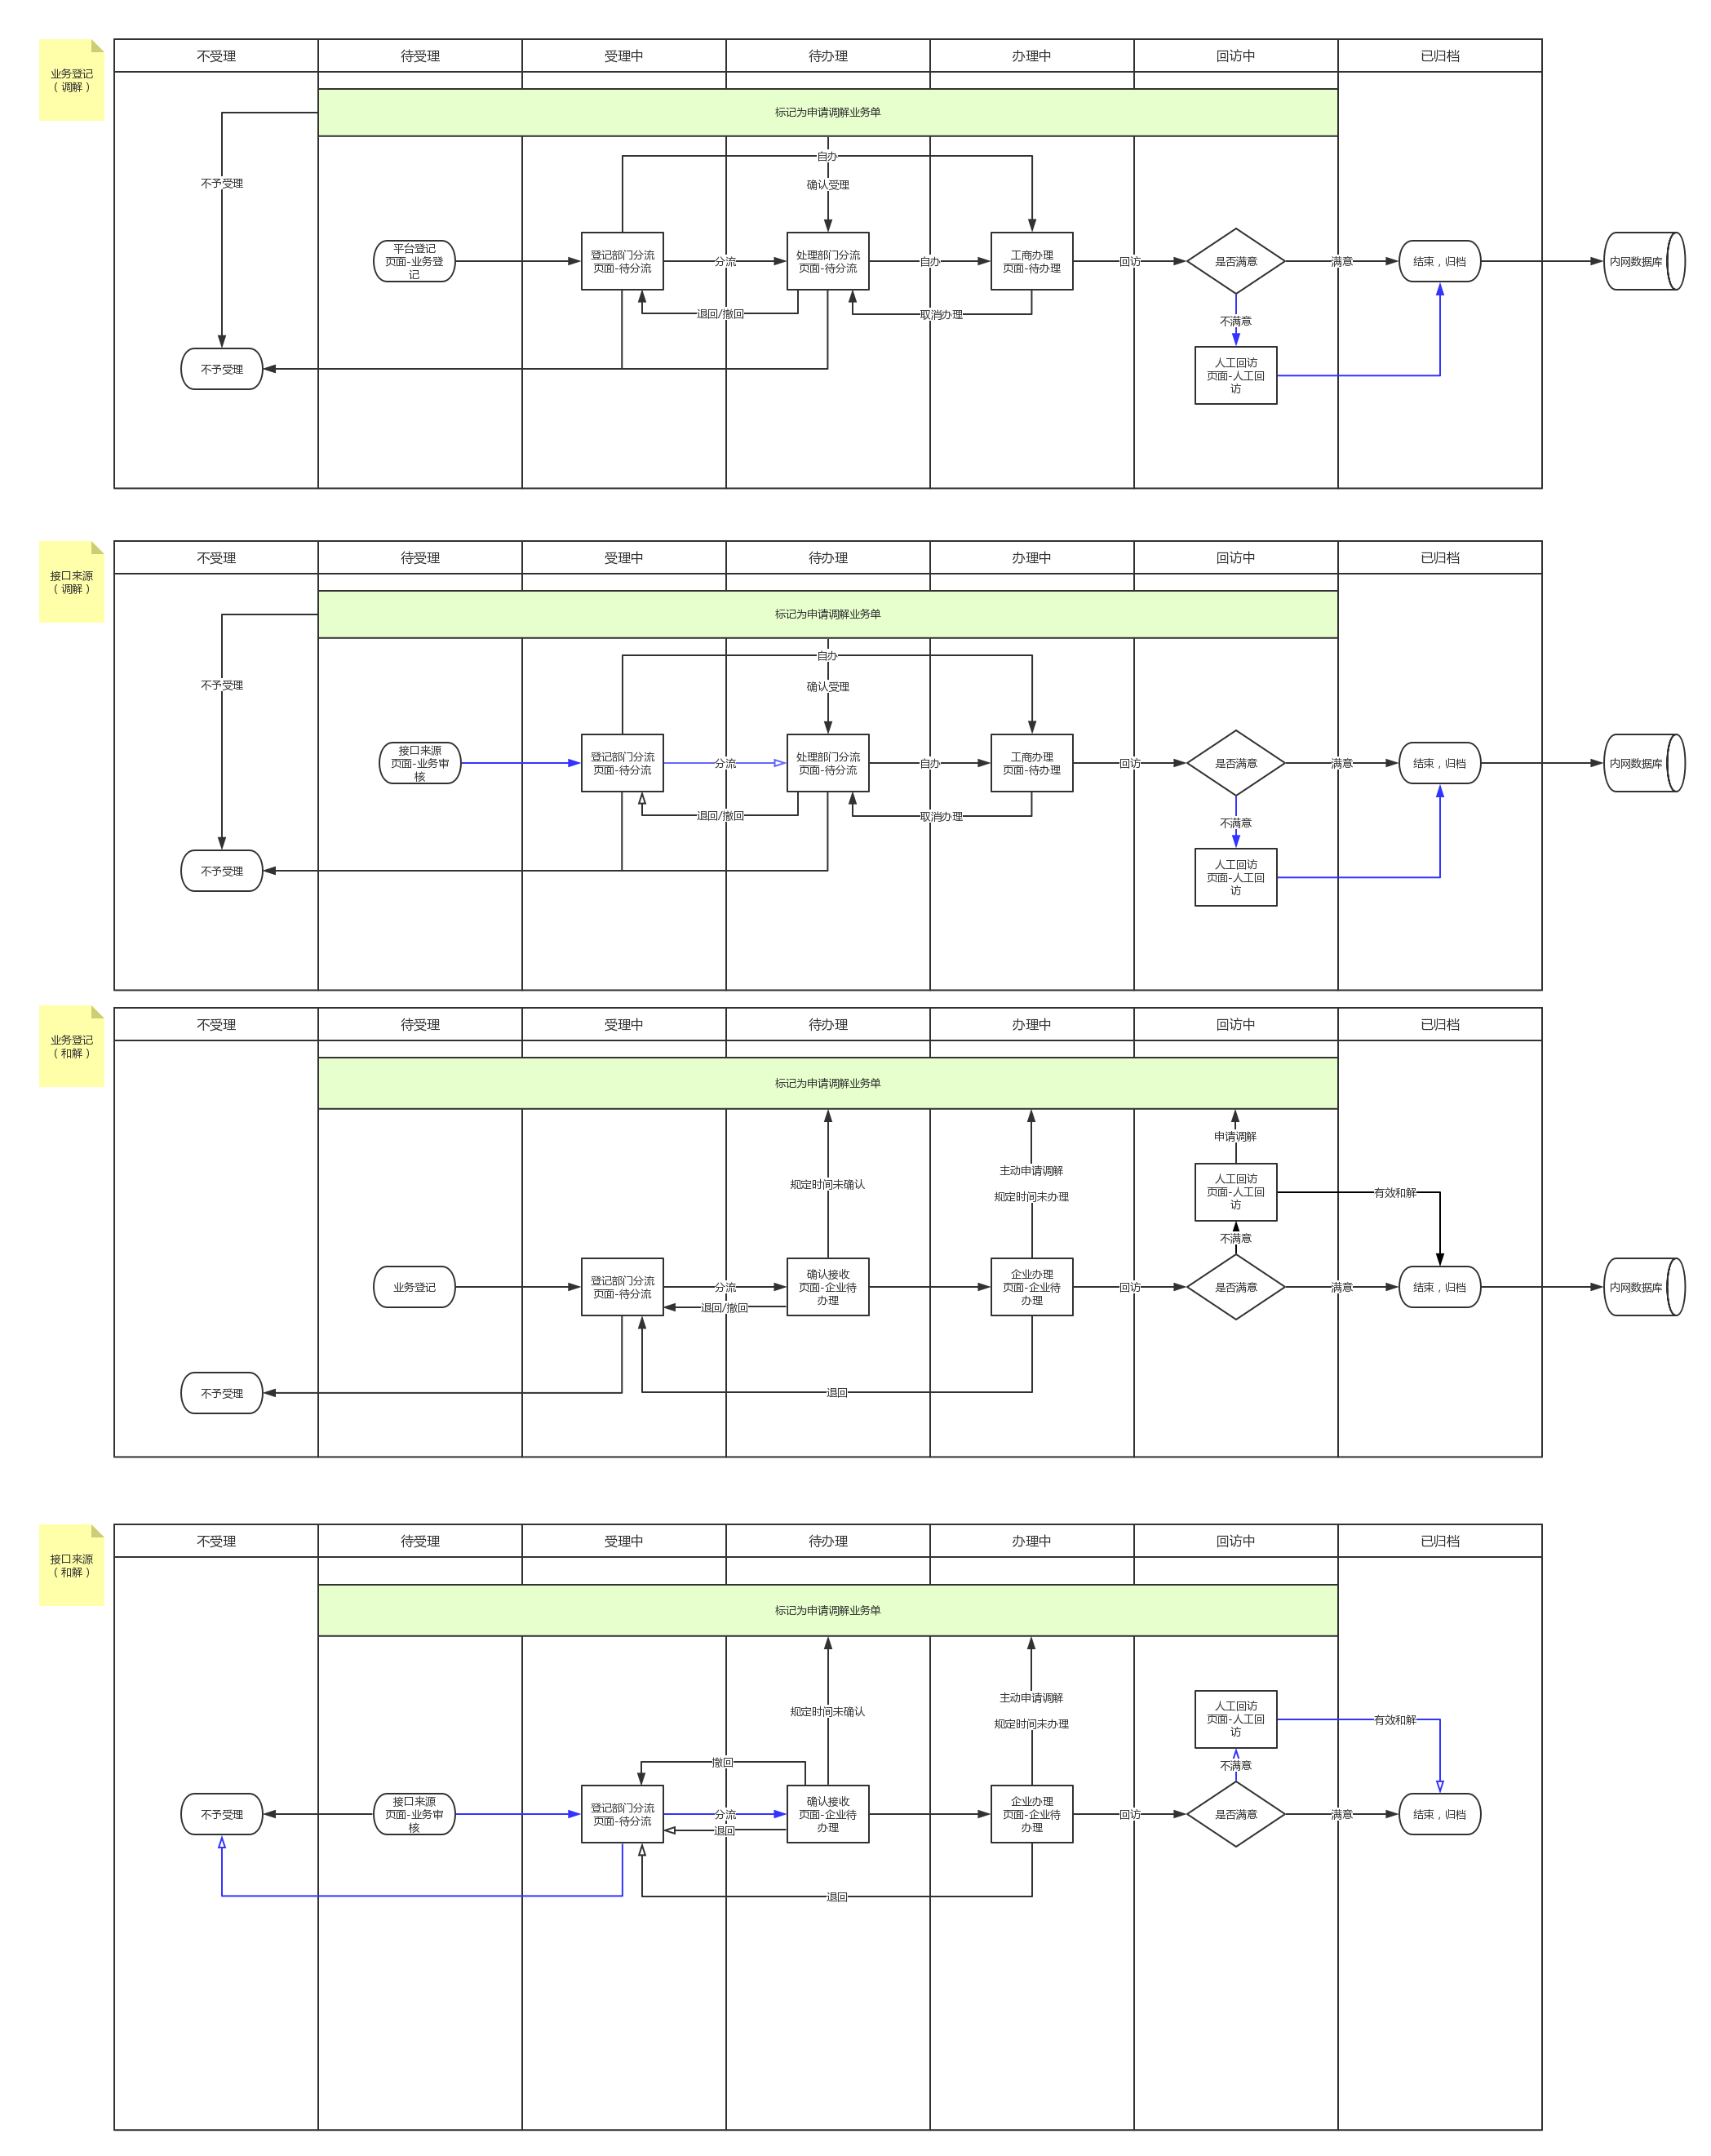 业务登记
（调解）
不受理
待受理
受理中
待办理
办理中
回访中
已归档
标记为申请调解业务单
自办
不予受理
确认受理
平台登记
页面-业务登
记
登记部门分流
页面-待分流
分流
处理部门分流
页面-待分流
自办
工商办理
页面-待办理
回访
是否满意
满意
结束，归档
内网数据库
退回/撤回
取消办理
不满意
不予受理
人工回访
页面-人工回
访
接口来源
（调解）
不受理
待受理
受理中
待办理
办理中
回访中
已归档
标记为申请调解业务单
自办
不予受理
确认受理
接口来源
页面-业务审
核
登记部门分流
页面-待分流
分流
处理部门分流
页面-待分流
自办
工商办理
页面-待办理
回访
是否满意
满意
结束，归档
内网数据库
退回/撤回
取消办理
不满意
不予受理
人工回访
页面-人工回
访
业务登记
（和解）
不受理
待受理
受理中
待办理
办理中
回访中
已归档
标记为申请调解业务单
申请调解
主动申请调解
规定时间未办理
规定时间未确认
人工回访
页面-人工回
访
有效和解
不满意
业务登记
登记部门分流
页面-待分流
分流
确认接收
页面-企业待
办理
企业办理
页面-企业待
办理
回访
是否满意
满意
结束，归档
内网数据库
退回/撤回
不予受理
退回
接口来源
（和解）
不受理
待受理
受理中
待办理
办理中
回访中
已归档
标记为申请调解业务单
主动申请调解
规定时间未办理
规定时间未确认
人工回访
页面-人工回
访
有效和解
撤回
不满意
不予受理
接口来源
页面-业务审
核
登记部门分流
页面-待分流
分流
确认接收
页面-企业待
办理
企业办理
页面-企业待
办理
回访
是否满意
满意
结束，归档
退回
退回